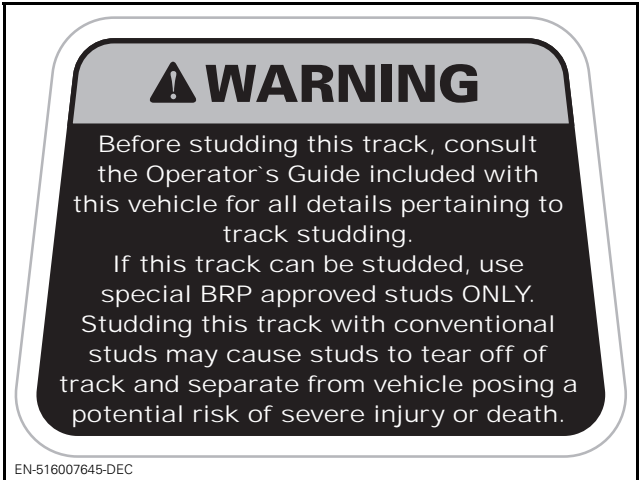 WARNING
Before studding this track, consult
the Operator`s Guide included with
this vehicle for all details pertaining to
track studding.
If this track can be studded, use
special BRP approved studs ONLY.
Studding this track with conventional
studs may cause studs to tear off of
track and separate from vehicle posing a
potential risk of severe injury or death.
EN-516007645-DEC